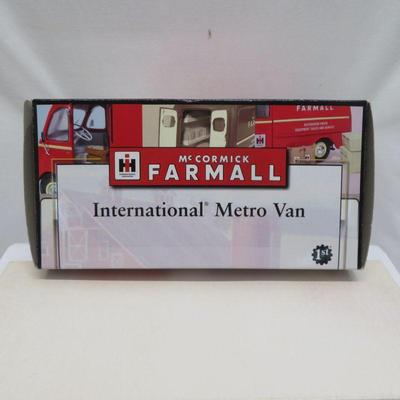 FARMALL
IH
McCORMICK
FARMALL
International® Metro Van
1st